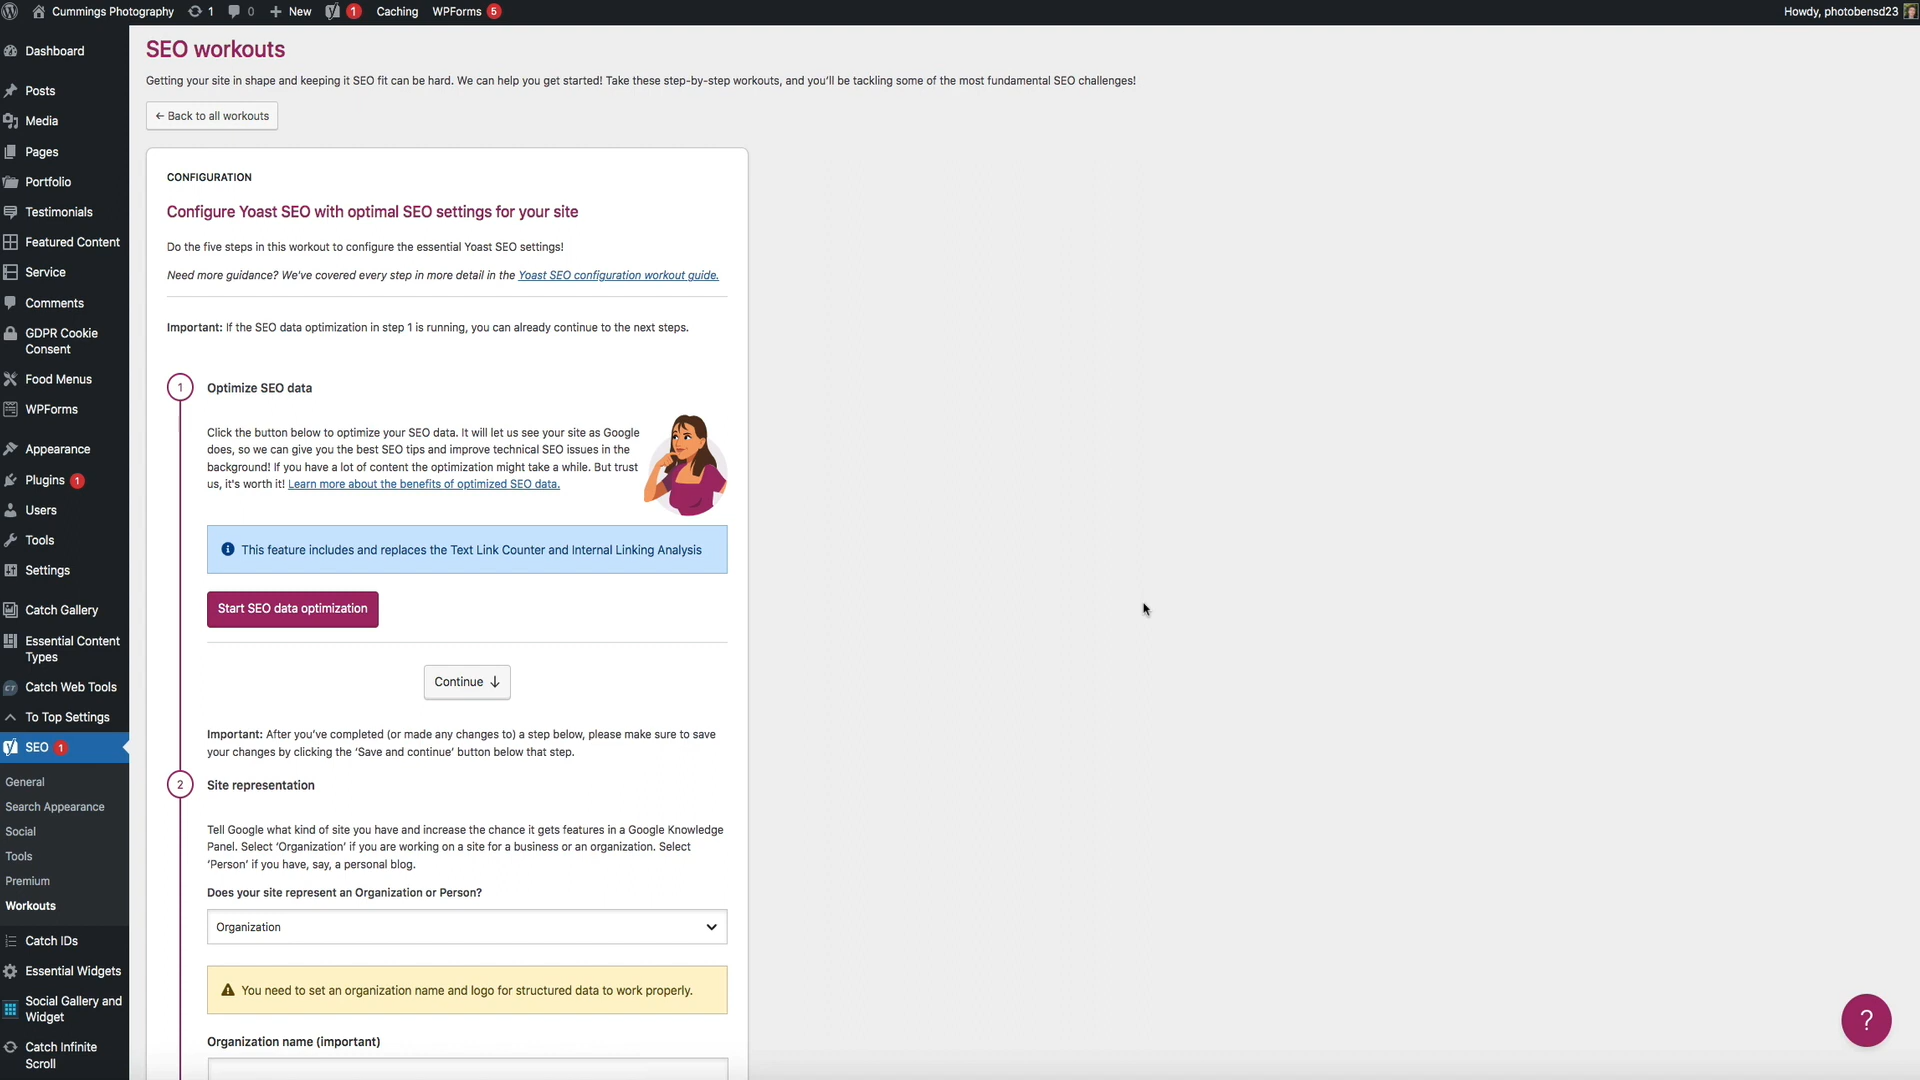 Cummings Photography
1
0
New
1
Caching
WPForms
5
Howdy, photobensd23
Dashboard
Posts
Media
Pages
Portfolio
Testimonials
Featured Content
Service
Comments
GDPR Cookie
Consent
Food Menus
WPForms
Appearance
Plugins 1
Users
Tools
Settings
Catch Gallery
Essential Content
Types
CT Catch Web Tools
To Top Settings
SEO 1
General
Search Appearance
Social
Tools
Premium
Workouts
Catch IDs
Essential Widgets
Social Gallery and
Widget
Catch Infinite
Scroll
SEO workouts
Getting your site in shape and keeping it SEO fit can be hard. We can help you get started! Take these step-by-step workouts, and you'll be tackling some of the most fundamental SEO challenges!
← Back to all workouts
CONFIGURATION
Configure Yoast SEO with optimal SEO settings for your site
Do the five steps in this workout to configure the essential Yoast SEO settings!
Need more guidance? We've covered every step in more detail in the Yoast SEO configuration workout guide.
Important: If the SEO data optimization in step 1 is running, you can already continue to the next steps.
1 Optimize SEO data
Click the button below to optimize your SEO data. It will let us see your site as Google
does, so we can give you the best SEO tips and improve technical SEO issues in the
background! If you have a lot of content the optimization might take a while. But trust
us, it's worth it! Learn more about the benefits of optimized SEO data.
This feature includes and replaces the Text Link Counter and Internal Linking Analysis
Start SEO data optimization
Continue ↓
Important: After you've completed (or made any changes to) a step below, please make sure to save
your changes by clicking the 'Save and continue' button below that step.
2 Site representation
Tell Google what kind of site you have and increase the chance it gets features in a Google Knowledge
Panel. Select 'Organization' if you are working on a site for a business or an organization. Select
'Person' if you have, say, a personal blog.
Does your site represent an Organization or Person?
Organization
You need to set an organization name and logo for structured data to work properly.
Organization name (important)
?